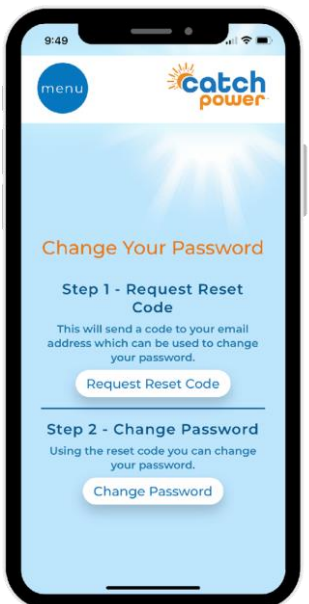 9:49
menu
catch
power
Change Your Password
Step 1 - Request Reset
Code
This will send a code to your email
address which can be used to change
your password.
Request Reset Code
Step 2 - Change Password
Using the reset code you can change
your password.
Change Password